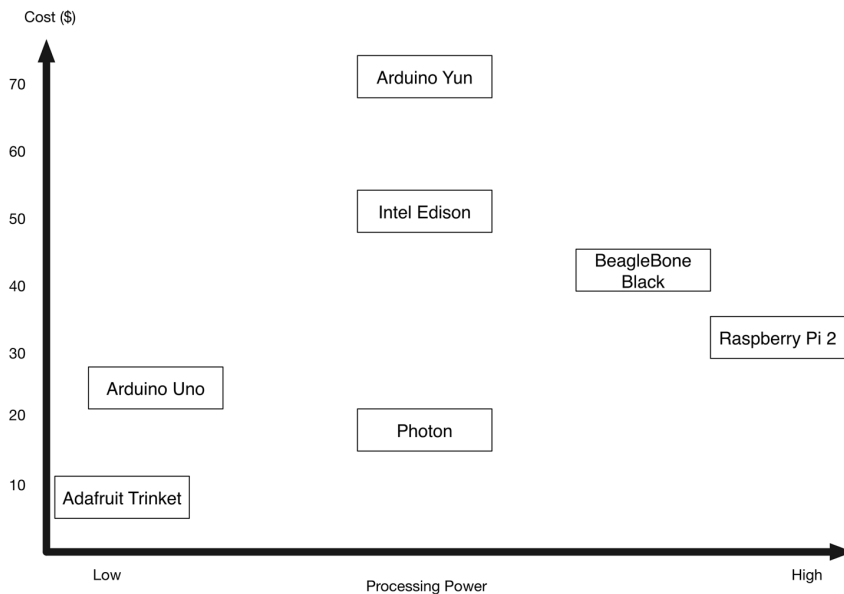 Cost ($)
70
Arduino Yun
60
50
Intel Edison
BeagleBone
Black
40
Raspberry Pi 2
30
Arduino Uno
20
Photon
10
Adafruit Trinket
Low
High
Processing Power